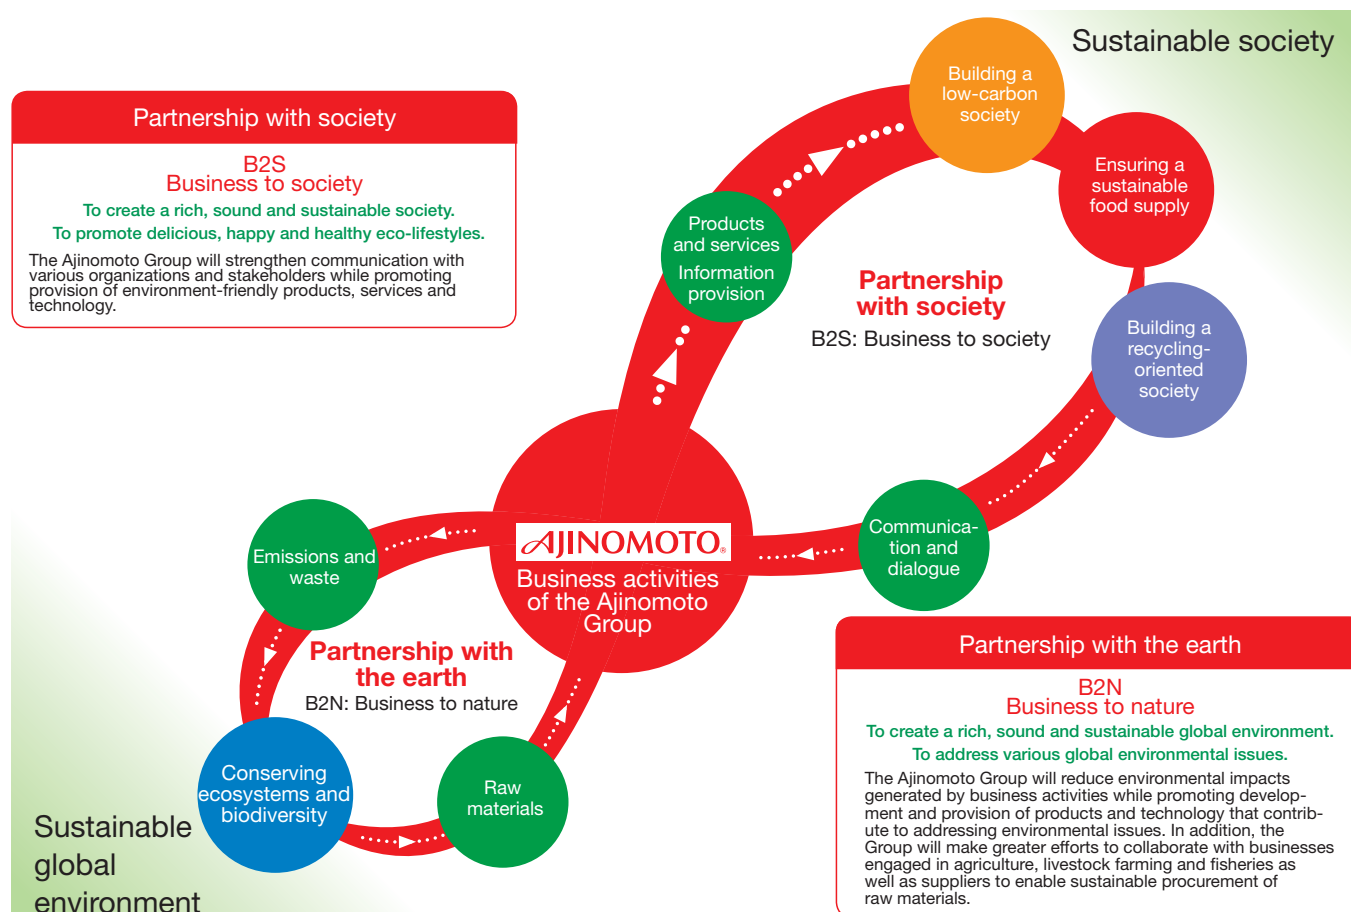 Sustainable society
Partnership with society
B2S
Business to society
To create a rich, sound and sustainable society.
To promote delicious, happy and healthy eco-lifestyles.
The Ajinomoto Group will strengthen communication with
various organizations and stakeholders while promoting
provision of environment-friendly products, services and
technology.
Building a
low-carbon
society
Ensuring a
sustainable
food supply
Products
and services
Information
provision
Partnership
with society
B2S: Business to society
Building a
recycling-
oriented
society
Communica-
tion and
dialogue
AJINOMOTO®
Business activities
of the Ajinomoto
Group
Emissions and
waste
Partnership with
the earth
B2N: Business to nature
Conserving
ecosystems and
biodiversity
Raw
materials
Sustainable
global
environment
Partnership with the earth
B2N
Business to nature
To create a rich, sound and sustainable global environment.
To address various global environmental issues.
The Ajinomoto Group will reduce environmental impacts
generated by business activities while promoting develop-
ment and provision of products and technology that contrib-
ute to addressing environmental issues. In addition, the
Group will make greater efforts to collaborate with businesses
engaged in agriculture, livestock farming and fisheries as
well as suppliers to enable sustainable procurement of
raw materials.